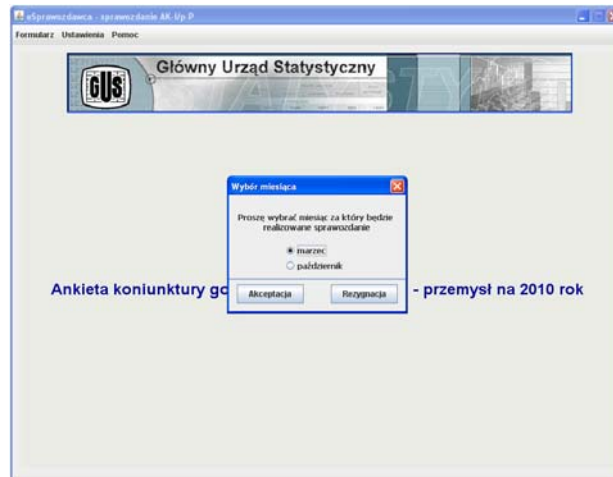 eSprawozdawca - sprawozdanie AK-Up P
Formularz Ustawienia Pomoc
GUS
Główny Urząd Statystyczny
Wybór miesiąca
Proszę wybrać miesiąc za który będzie
realizowane sprawozdanie
marzec
październik
Akceptacja Rezygnacja
Ankieta koniunktury go - przemysł na 2010 rok